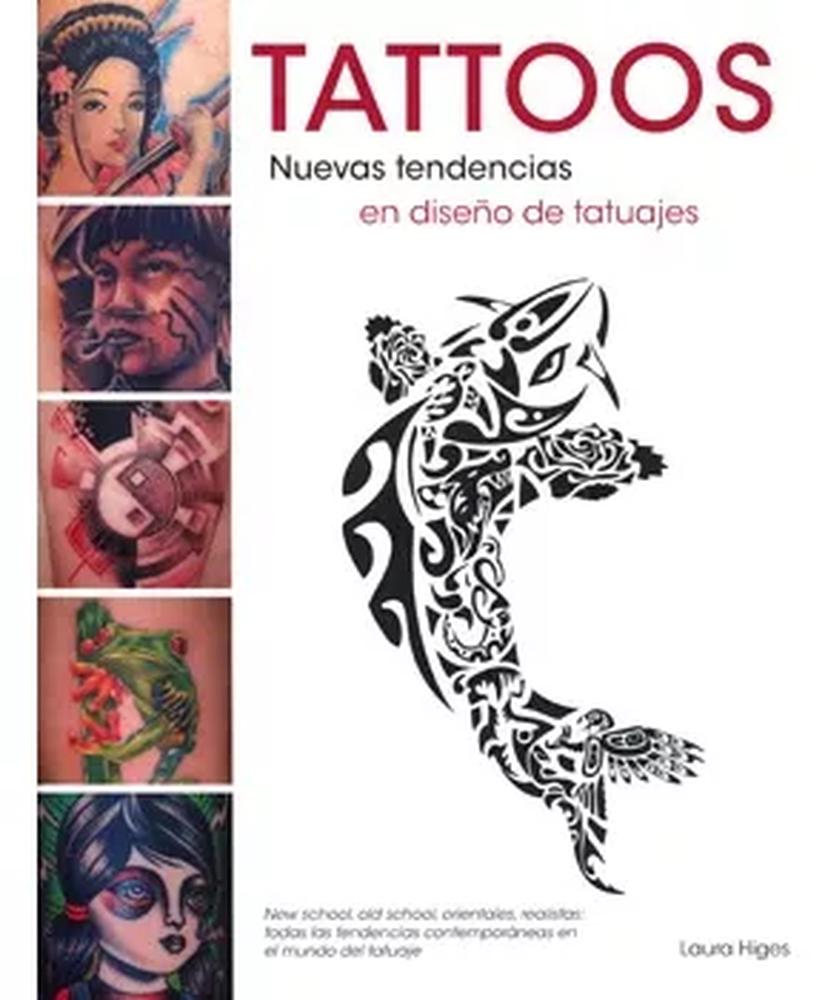 TATTOOS
Nuevas tendencias
en diseño de tatuajes
New school, old school, orientales, realistas:
todas las tendencias contemporáneas en
el mundo del tatuaje
Laura Higes